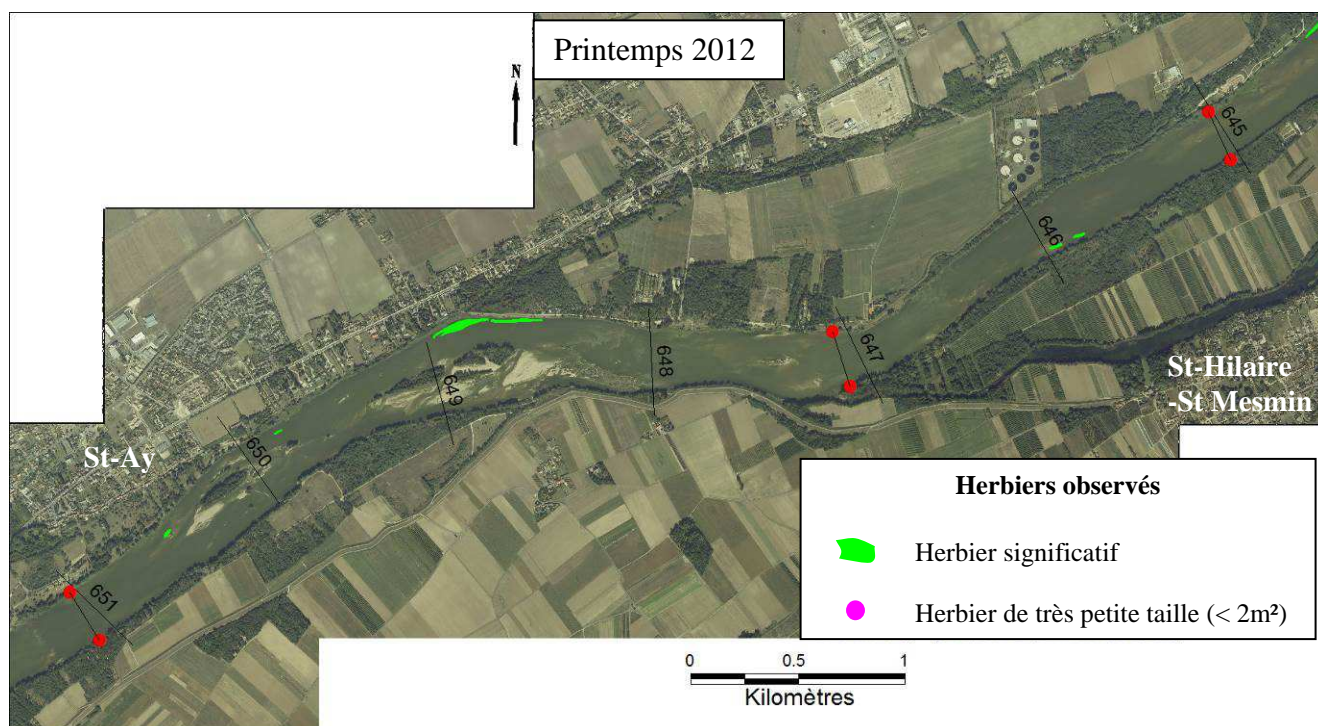 Printemps 2012
N
645
646
647
648
649
650
651
St-Ay
St-Hilaire
-St Mesmin
Herbiers observés
Herbier significatif
Herbier de très petite taille (< 2m²)
0 0.5 1
Kilomètres